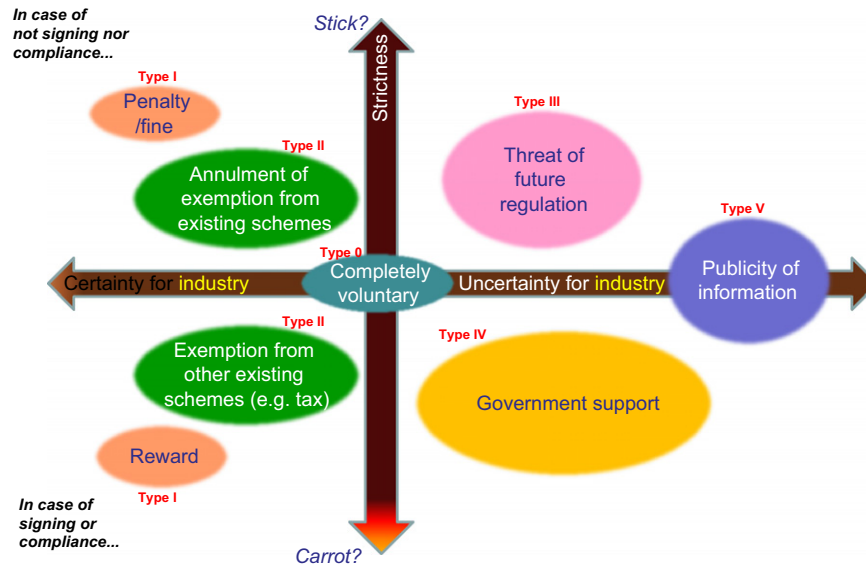 In case of
not signing nor
compliance...
Stick?
Strictness
Type I
Penalty
/fine
Type II
Annulment of
exemption from
existing schemes
Type III
Threat of
future
regulation
Type V
Publicity of
information
Type 0
Completely
voluntary
Certainty for industry
Uncertainty for industry
Type II
Exemption from
other existing
schemes (e.g. tax)
Type IV
Government support
Reward
Type I
In case of
signing or
compliance...
Carrot?